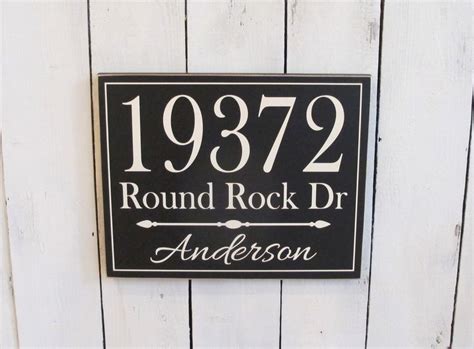 19372
Round Rock Dr
Anderson